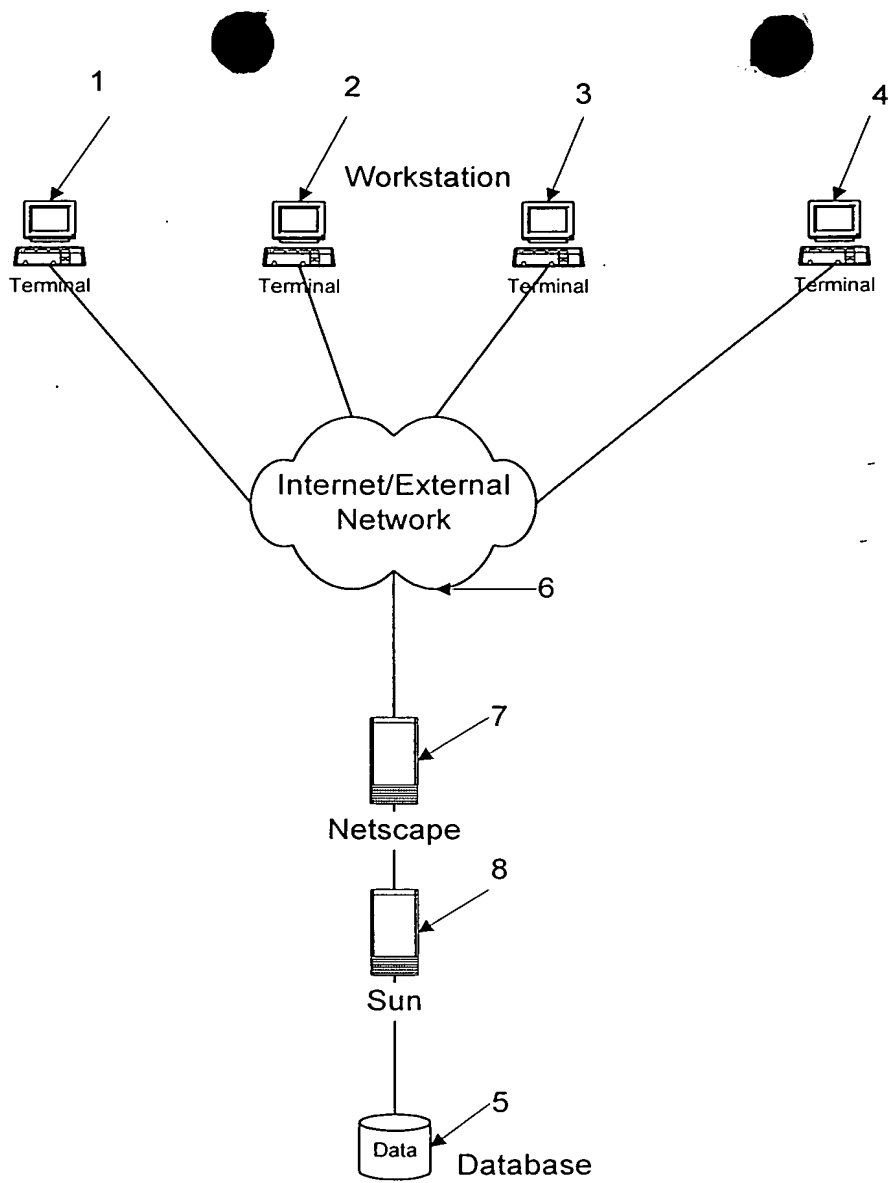 1
2
3
4
Workstation
Terminal
Terminal
Terminal
Terminal
Internet/External
Network
6
7
Netscape
8
Sun
5
Data
Database